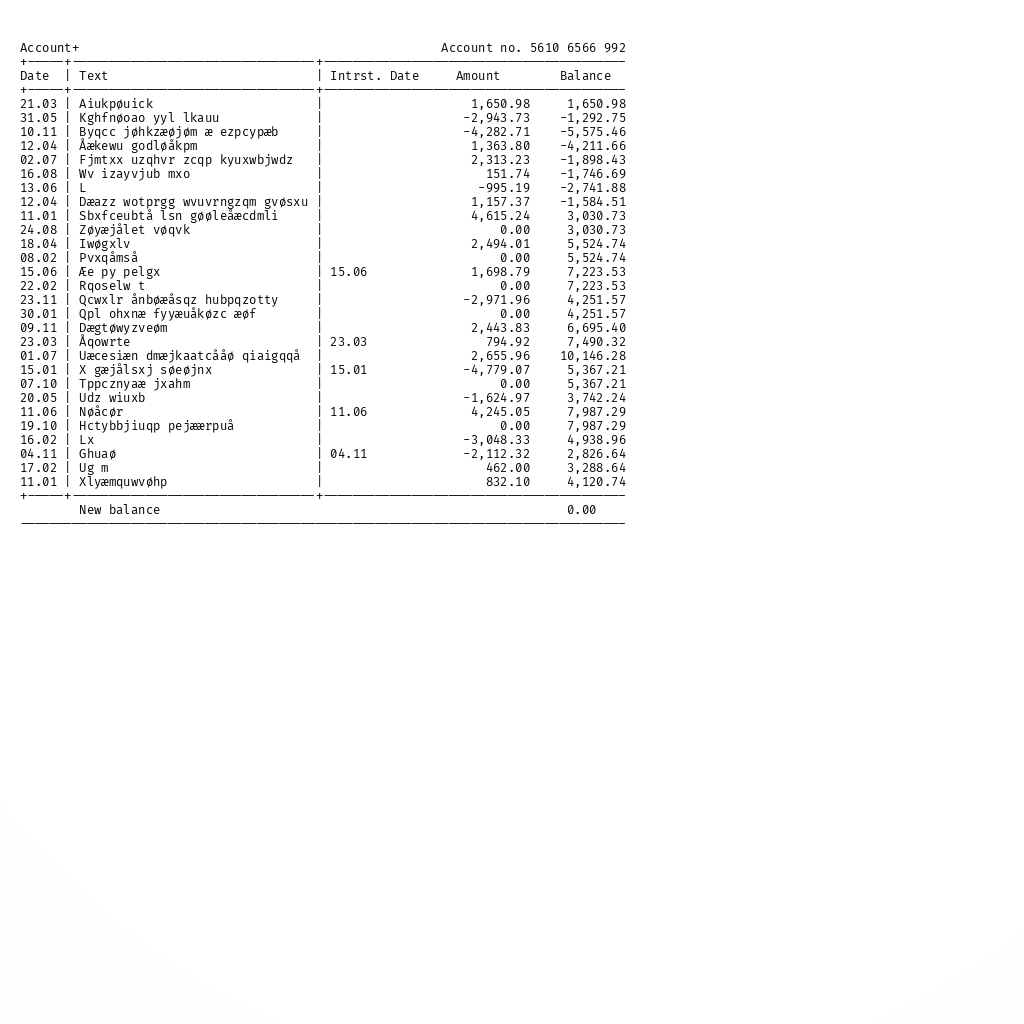 Account+ Account no. 5610 6566 992
Date | Text | Intrst. Date Amount Balance
21.03 | Aiukpøuick | 1,650.98 1,650.98
31.05 | Kghfnøoao yyl lkauu | -2,943.73 -1,292.75
10.11 | Byqcc jøhkzæøjøm æ ezpcypæb | -4,282.71 -5,575.46
12.04 | Åækewu godløåkpm | 1,363.80 -4,211.66
02.07 | Fjmtxx uzqhvr zcqp kyuxwbjwdz | 2,313.23 -1,898.43
16.08 | Wv izayvjub mxo | 151.74 -1,746.69
13.06 | L | -995.19 -2,741.88
12.04 | Dæazz wotprgg wvuvrngzqm gvøsxu | 1,157.37 -1,584.51
11.01 | Sbxfceubtå lsn gøøleåæcdmli | 4,615.24 3,030.73
24.08 | Zøyæjålet vøqvk | 0.00 3,030.73
18.04 | Iwøgxlv | 2,494.01 5,524.74
08.02 | Pvxqåmså | 0.00 5,524.74
15.06 | Æe py pelgx | 15.06 1,698.79 7,223.53
22.02 | Rqoselw t | 0.00 7,223.53
23.11 | Qcwxlr ånbøæåsqz hubpqzotty | -2,971.96 4,251.57
30.01 | Qpl ohxnæ fyyæuåkøzc æøf | 0.00 4,251.57
09.11 | Dægtøwyzveøm | 2,443.83 6,695.40
23.03 | Åqowrte | 23.03 794.92 7,490.32
01.07 | Uæcesiæn dmæjkaatcååø qiaigqqå | 2,655.96 10,146.28
15.01 | X gæjålsxj søeøjnx | 15.01 -4,779.07 5,367.21
07.10 | Tppcznyaæ jxahm | 0.00 5,367.21
20.05 | Udz wiuxb | -1,624.97 3,742.24
11.06 | Nøåcør | 11.06 4,245.05 7,987.29
19.10 | Hctybbjiuqp pejæærpuå | 0.00 7,987.29
16.02 | Lx | -3,048.33 4,938.96
04.11 | Ghuaø | 04.11 -2,112.32 2,826.64
17.02 | Ug m | 462.00 3,288.64
11.01 | Xlyæmquwvøhp | 832.10 4,120.74
New balance 0.00